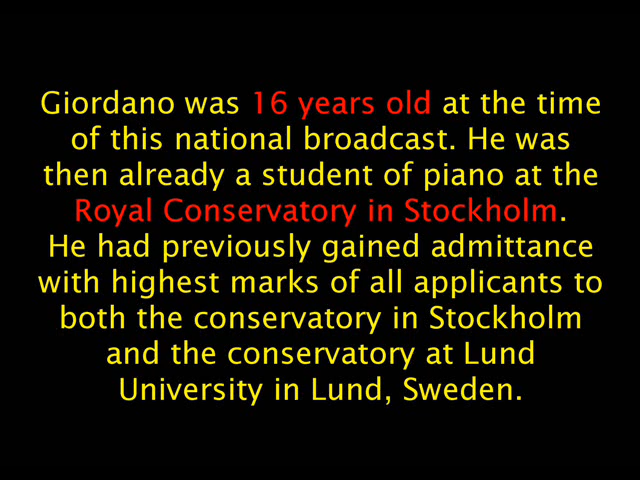 Giordano was 16 years old at the time
of this national broadcast. He was
then already a student of piano at the
Royal Conservatory in Stockholm.
He had previously gained admittance
with highest marks of all applicants to
both the conservatory in Stockholm
and the conservatory at Lund
University in Lund, Sweden.